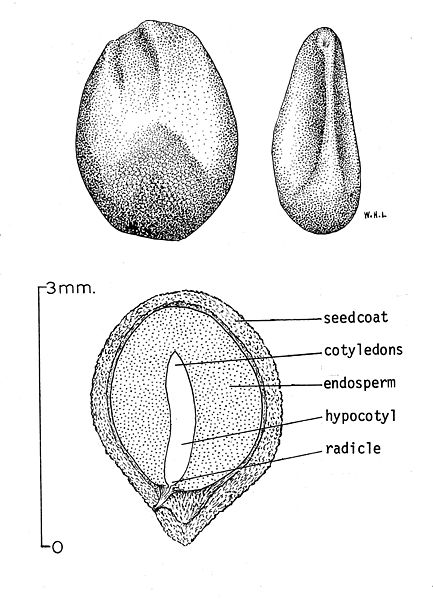 W.H.L.
3mm.
seedcoat
cotyledons
endosperm
hypocotyl
radicle
0